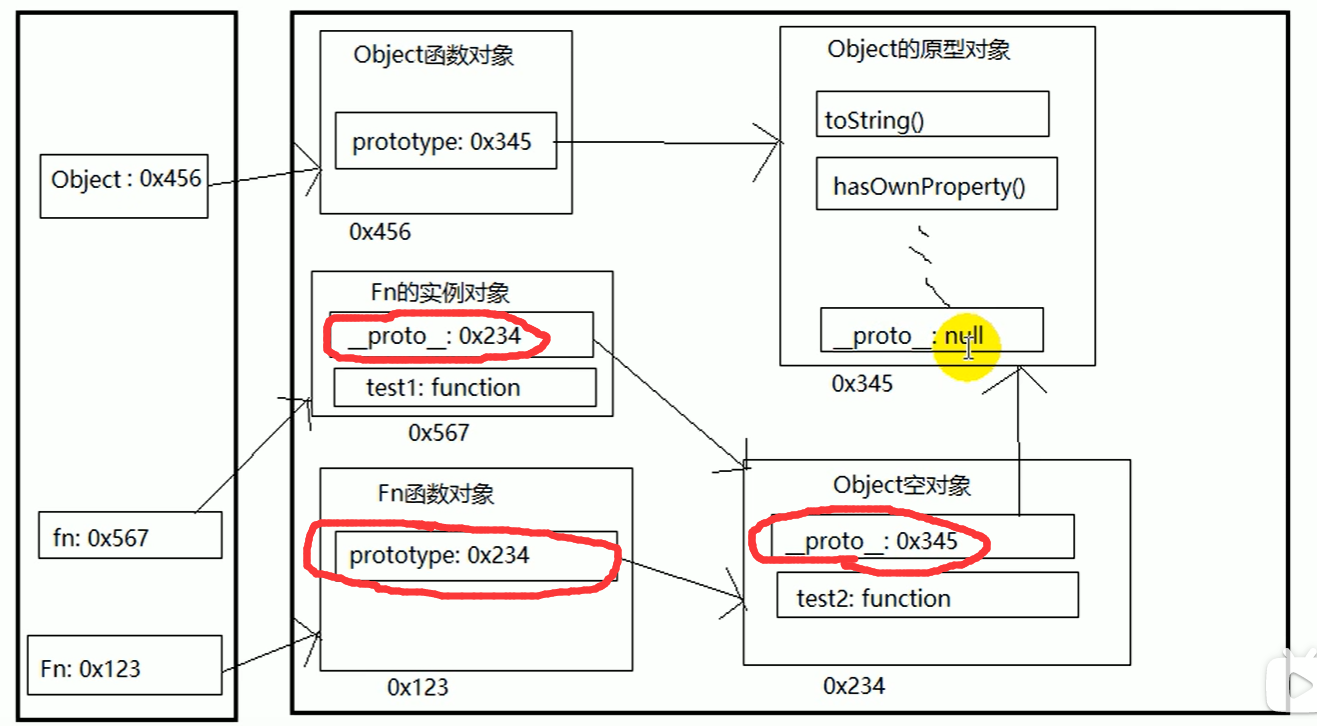 Object : 0x456
fn: 0x567
Fn: 0x123
Object函数对象
prototype: 0x345
0x456
Fn的实例对象
__proto__: 0x234
test1: function
0x567
Fn函数对象
prototype: 0x234
0x123
Object的原型对象
toString()
hasOwnProperty()
__proto__: null
0x345
Object空对象
__proto__: 0x345
test2: function
0x234